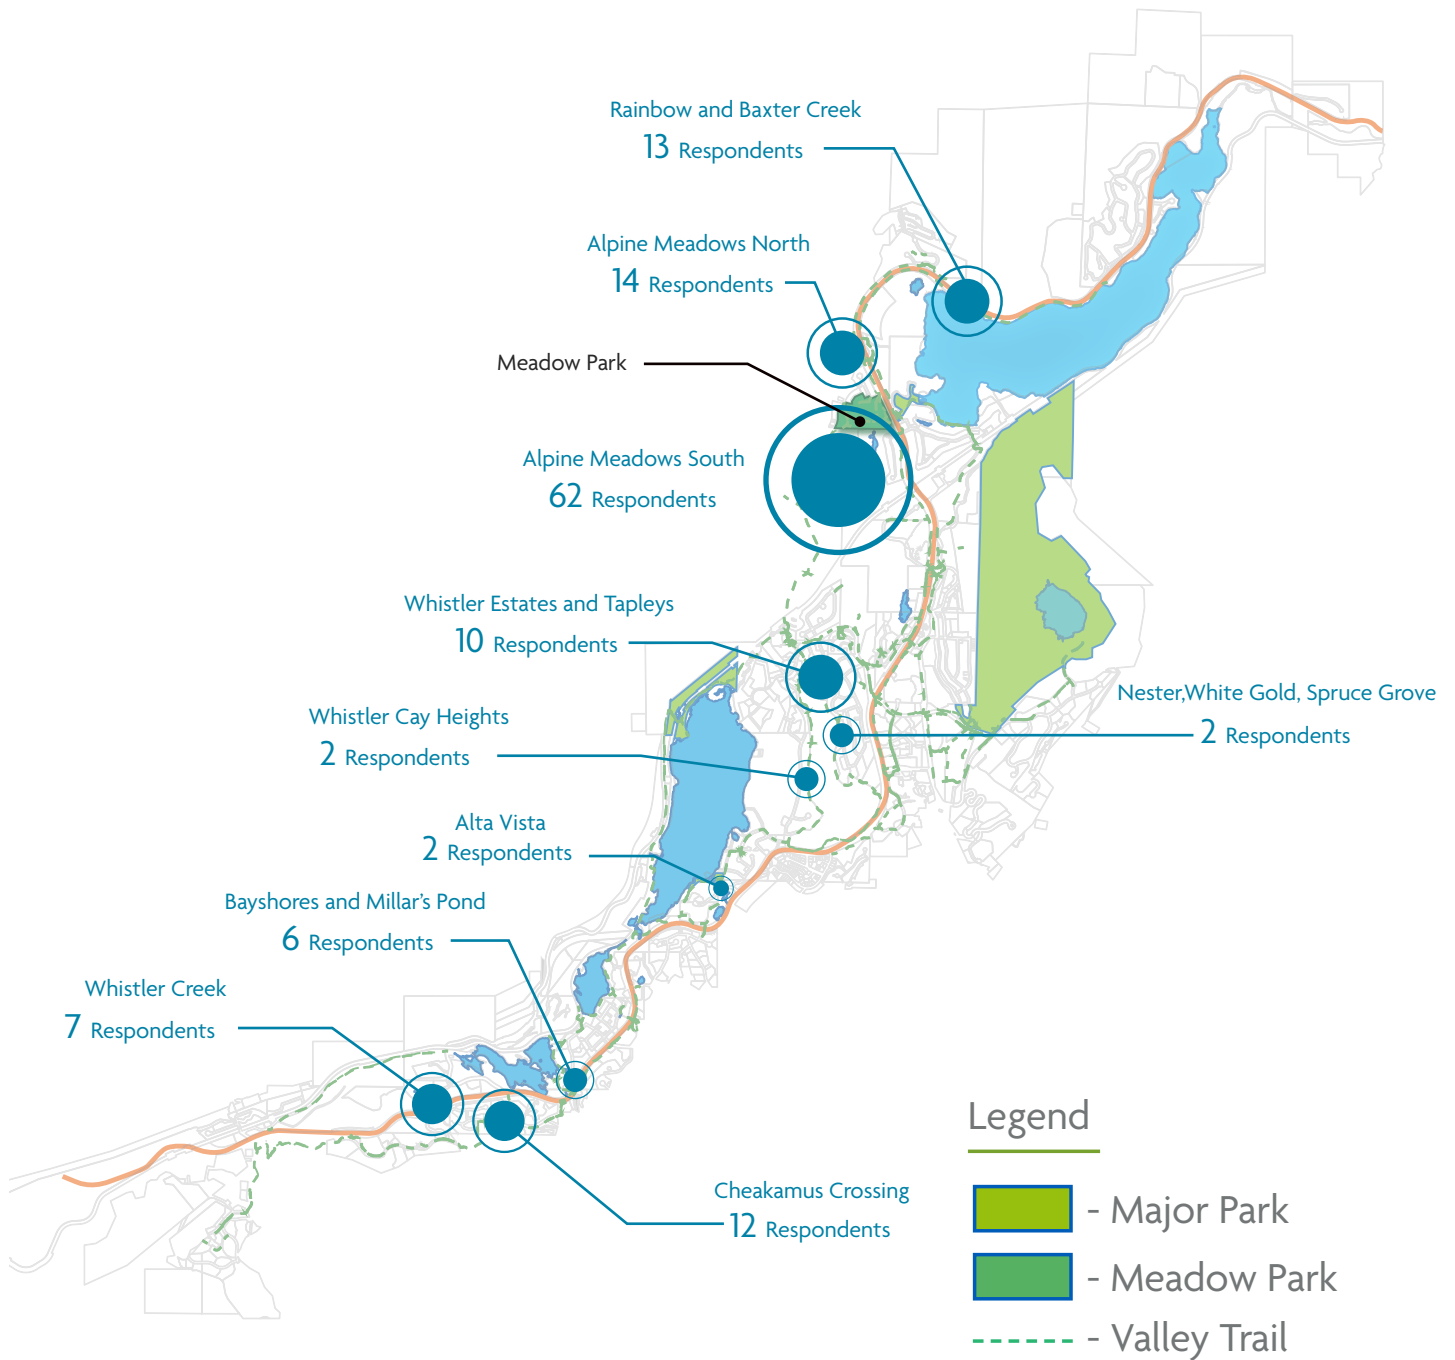 Rainbow and Baxter Creek
13 Respondents
Alpine Meadows North
14 Respondents
Meadow Park
Alpine Meadows South
62 Respondents
Whistler Estates and Tapleys
10 Respondents
Nester,White Gold, Spruce Grove
2 Respondents
Whistler Cay Heights
2 Respondents
Alta Vista
2 Respondents
Bayshores and Millar's Pond
6 Respondents
Whistler Creek
7 Respondents
Cheakamus Crossing
12 Respondents
Legend
- Major Park
- Meadow Park
- Valley Trail